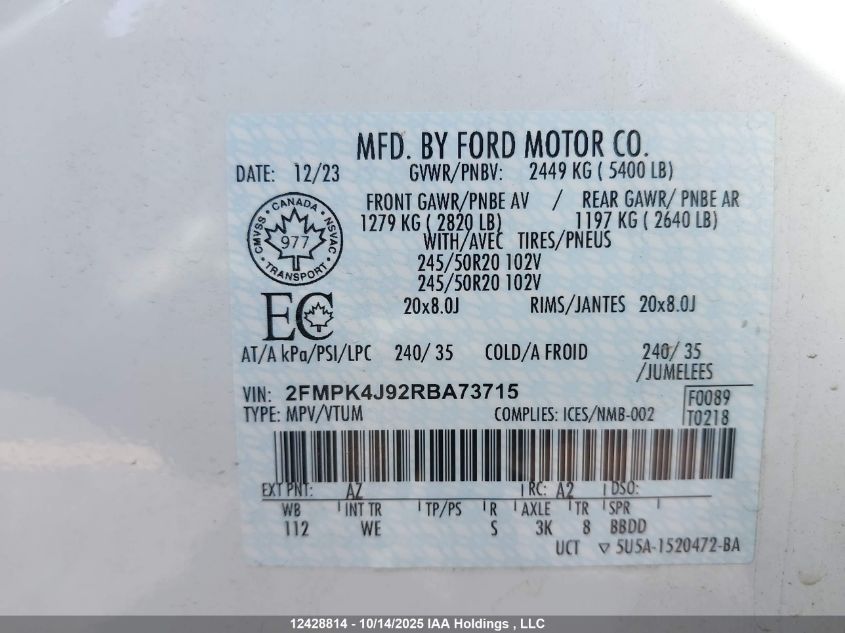 MFD. BY FORD MOTOR CO.
DATE: 12/23 GVWR/PNBV: 2449 KG ( 5400 LB)
FRONT GAWR/PNBE AV / REAR GAWR/ PNBE AR
1279 KG ( 2820 LB) 1197 KG ( 2640 LB)
WITH/AVEC TIRES/PNEUS
245/50R20 102V
245/50R20 102V
20x8.0J RIMS/JANTES 20x8.0J
CANADA
CMVSS NSVAC
977
TRANSPORT
EC
AT/A kPa/PSI/LPC 240/ 35 COLD/A FROID 240/ 35
/JUMELEES
VIN: 2FMPK4J92RBA73715
TYPE: MPV/VTUM COMPLIES: ICES/NMB-002
F0089
T0218
EXT PNT: AZ RC: A2 DSO:
WB INT TR TP/PS R AXLE TR SPR
112 WE S 3K 8 BBDD
UCT ▽ 5U5A-1520472-BA
12428814 - 10/14/2025 IAA Holdings , LLC